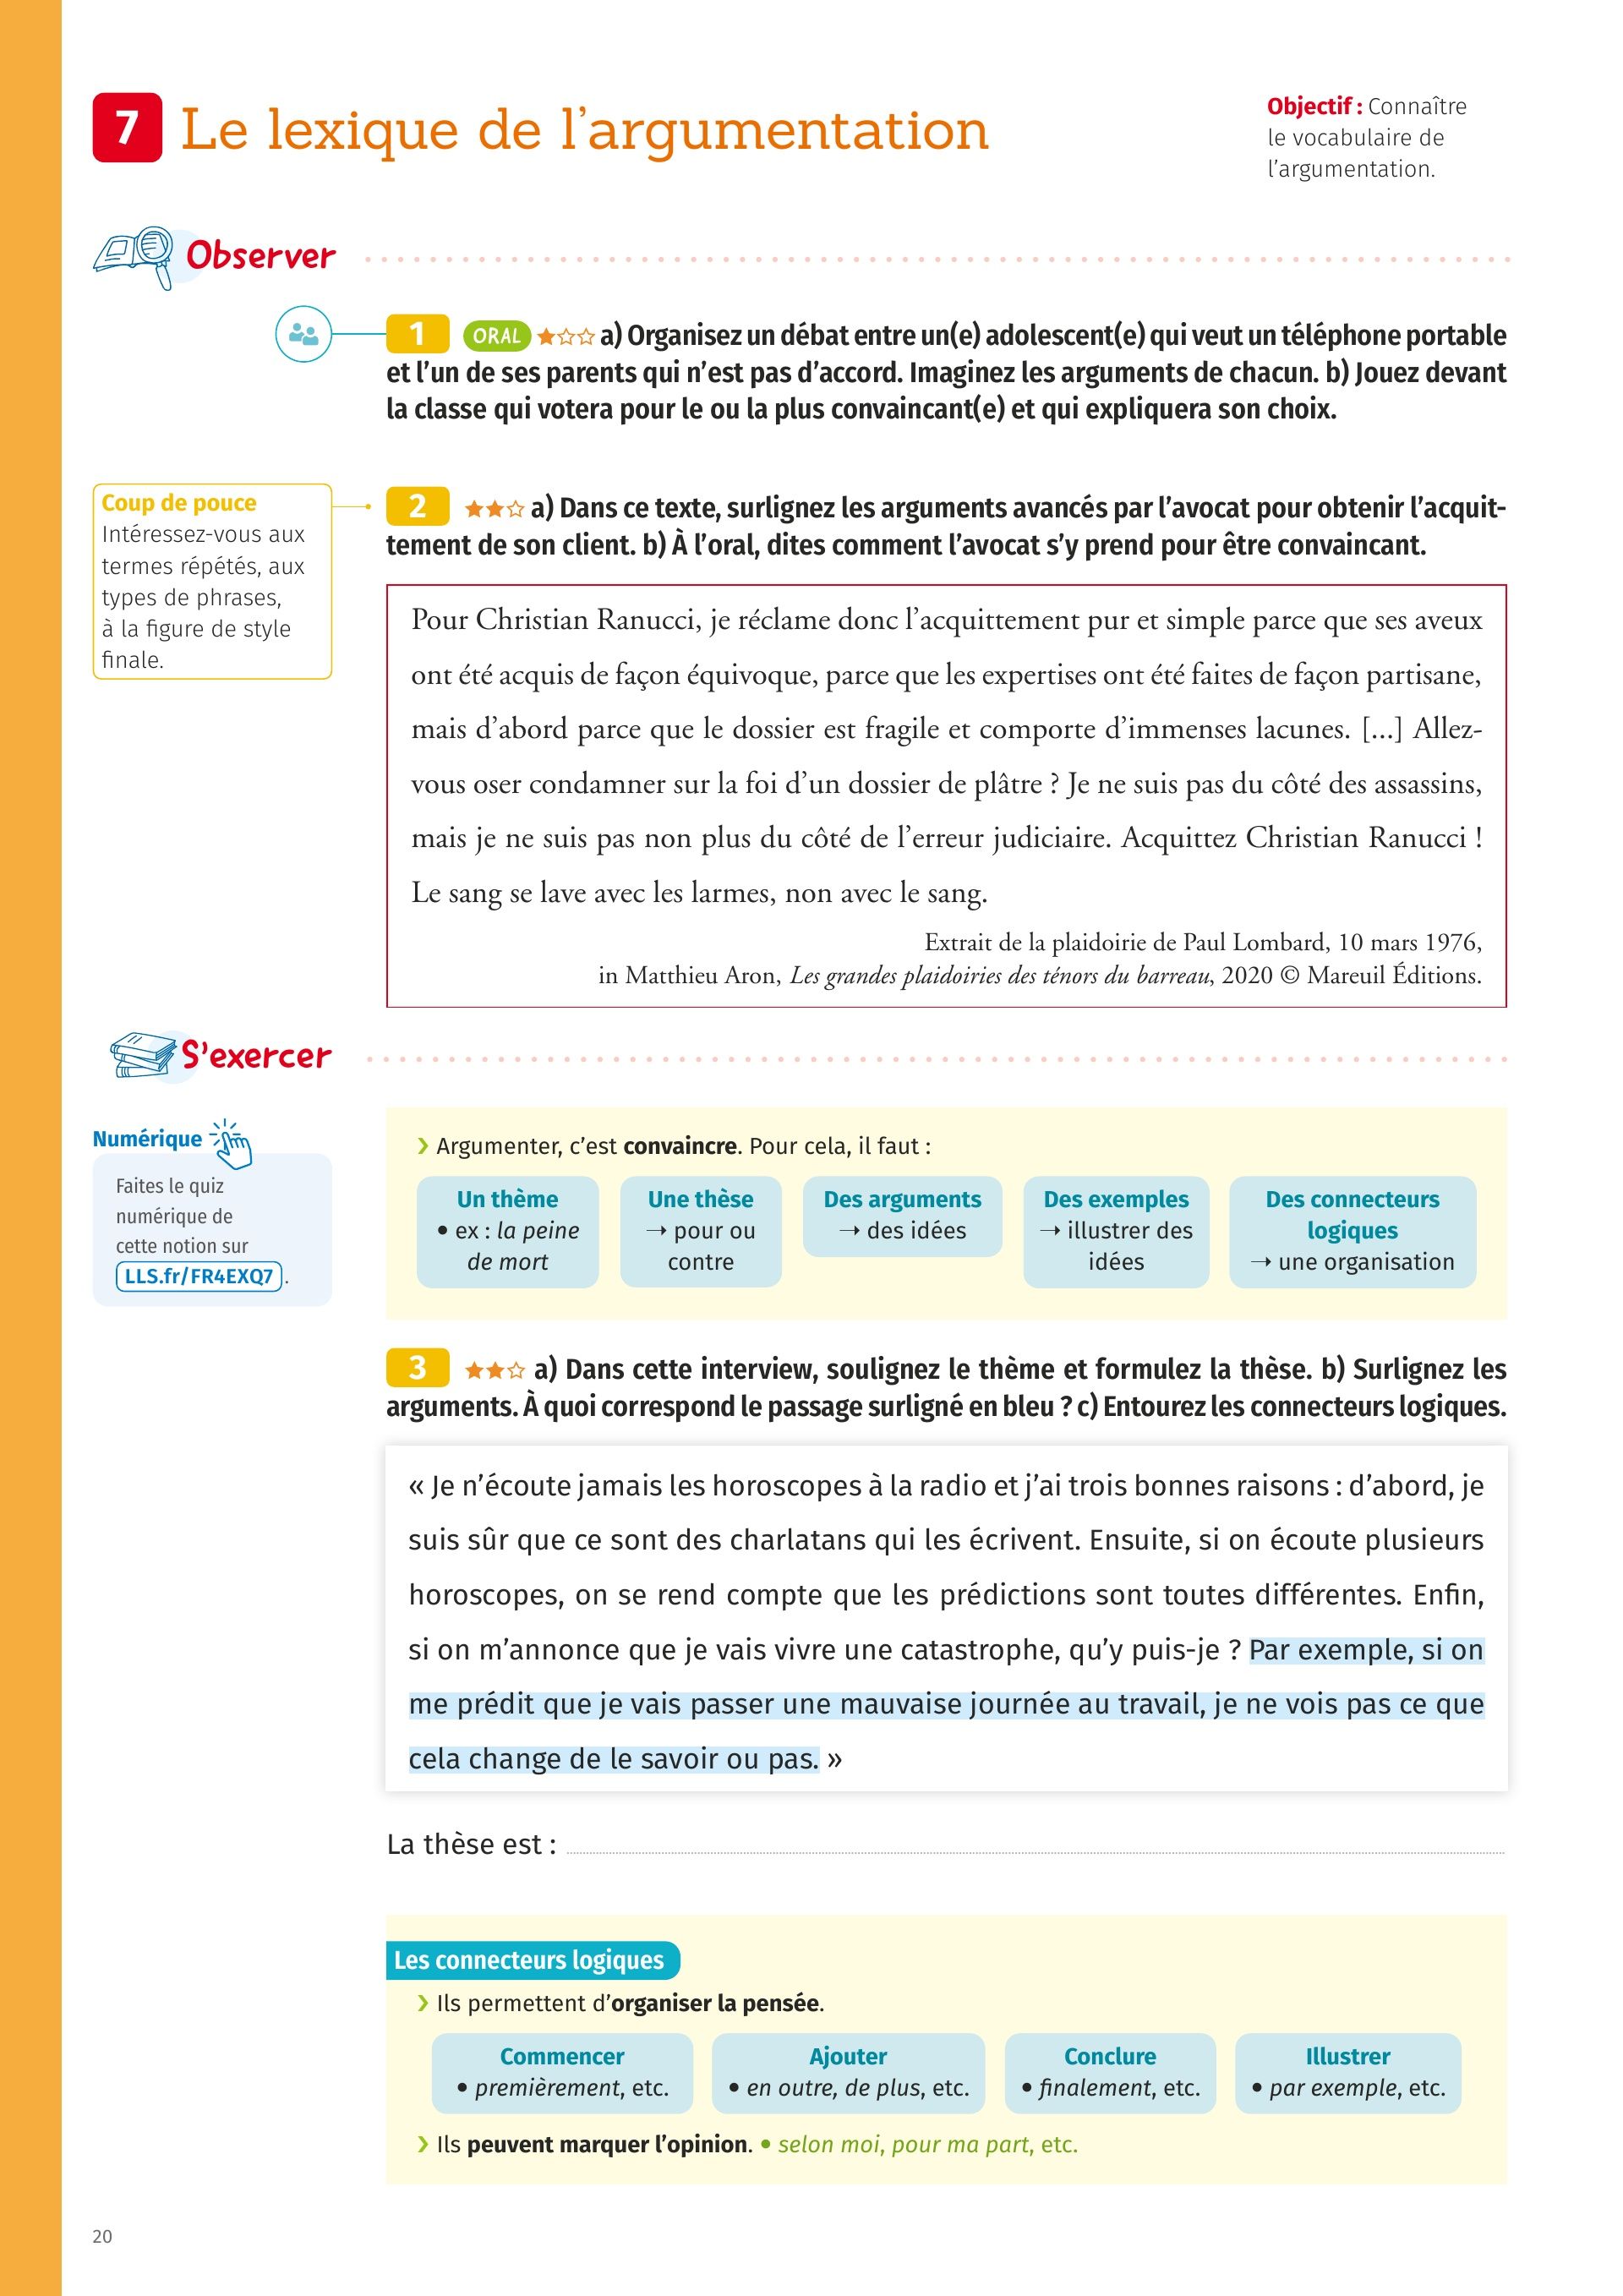 7 Le lexique de l’argumentation
Objectif : Connaître
le vocabulaire de
l’argumentation.
Observer
1 ORAL a) Organisez un débat entre un(e) adolescent(e) qui veut un téléphone portable
et l’un de ses parents qui n’est pas d’accord. Imaginez les arguments de chacun. b) Jouez devant
la classe qui votera pour le ou la plus convaincant(e) et qui expliquera son choix.
Coup de pouce
Intéressez-vous aux
termes répétés, aux
types de phrases,
à la figure de style
finale.
2 a) Dans ce texte, surlignez les arguments avancés par l’avocat pour obtenir l’acquit-
tement de son client. b) À l’oral, dites comment l’avocat s’y prend pour être convaincant.
Pour Christian Ranucci, je réclame donc l’acquittement pur et simple parce que ses aveux
ont été acquis de façon équivoque, parce que les expertises ont été faites de façon partisane,
mais d’abord parce que le dossier est fragile et comporte d’immenses lacunes. [...] Allez-
vous oser condamner sur la foi d’un dossier de plâtre ? Je ne suis pas du côté des assassins,
mais je ne suis pas non plus du côté de l’erreur judiciaire. Acquittez Christian Ranucci !
Le sang se lave avec les larmes, non avec le sang.
Extrait de la plaidoirie de Paul Lombard, 10 mars 1976,
in Matthieu Aron, Les grandes plaidoiries des ténors du barreau, 2020 © Mareuil Éditions.
S’exercer
Numérique
Faites le quiz
numérique de
cette notion sur
LLS.fr/FR4EXQ7 .
› Argumenter, c’est convaincre. Pour cela, il faut :
Un thème
• ex : la peine
de mort
Une thèse
→ pour ou
contre
Des arguments
→ des idées
Des exemples
→ illustrer des
idées
Des connecteurs
logiques
→ une organisation
3 a) Dans cette interview, soulignez le thème et formulez la thèse. b) Surlignez les
arguments. À quoi correspond le passage surligné en bleu ? c) Entourez les connecteurs logiques.
« Je n’écoute jamais les horoscopes à la radio et j’ai trois bonnes raisons : d’abord, je
suis sûr que ce sont des charlatans qui les écrivent. Ensuite, si on écoute plusieurs
horoscopes, on se rend compte que les prédictions sont toutes différentes. Enfin,
si on m’annonce que je vais vivre une catastrophe, qu’y puis-je ? Par exemple, si on
me prédit que je vais passer une mauvaise journée au travail, je ne vois pas ce que
cela change de le savoir ou pas. »
La thèse est :
Les connecteurs logiques
› Ils permettent d’organiser la pensée.
Commencer
• premièrement, etc.
Ajouter
• en outre, de plus, etc.
Conclure
• finalement, etc.
Illustrer
• par exemple, etc.
› Ils peuvent marquer l’opinion. • selon moi, pour ma part, etc.
20